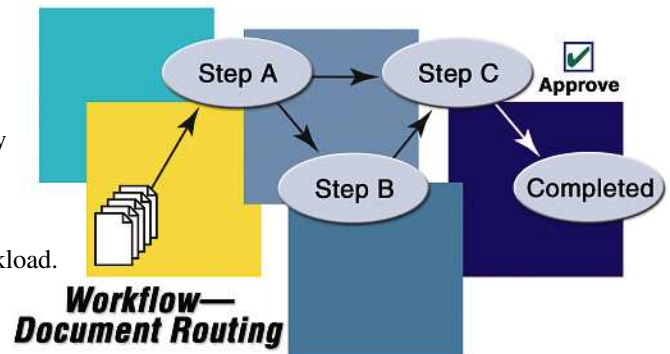 Step A
Step C
Approve
Step B
Completed
kload.
Workflow—
Document Routing